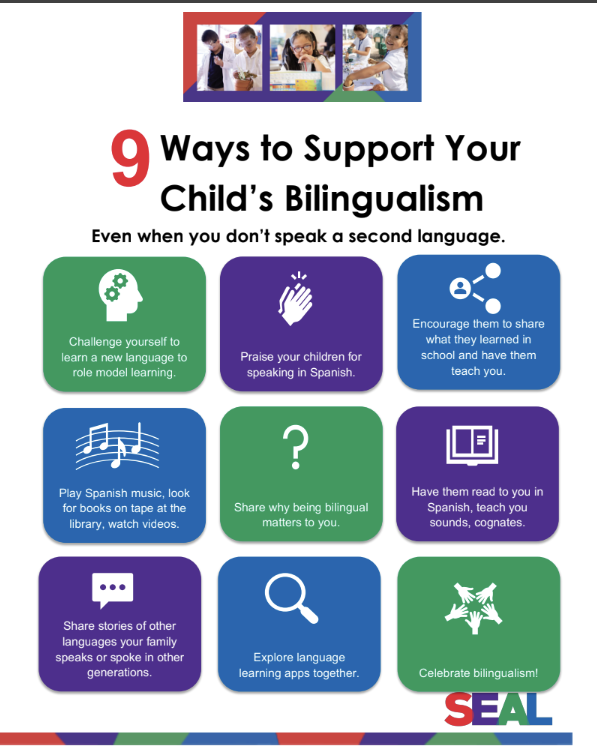 9 Ways to Support Your
Child's Bilingualism
Even when you don't speak a second language.
Challenge yourself to
learn a new language to
role model learning.
Praise your children for
speaking in Spanish.
Encourage them to share
what they learned in
school and have them
teach you.
Play Spanish music, look
for books on tape at the
library, watch videos.
?
Share why being bilingual
matters to you.
Have them read to you in
Spanish, teach you
sounds, cognates.
Share stories of other
languages your family
speaks or spoke in other
generations.
Explore language
learning apps together.
Celebrate bilingualism!
SEAL